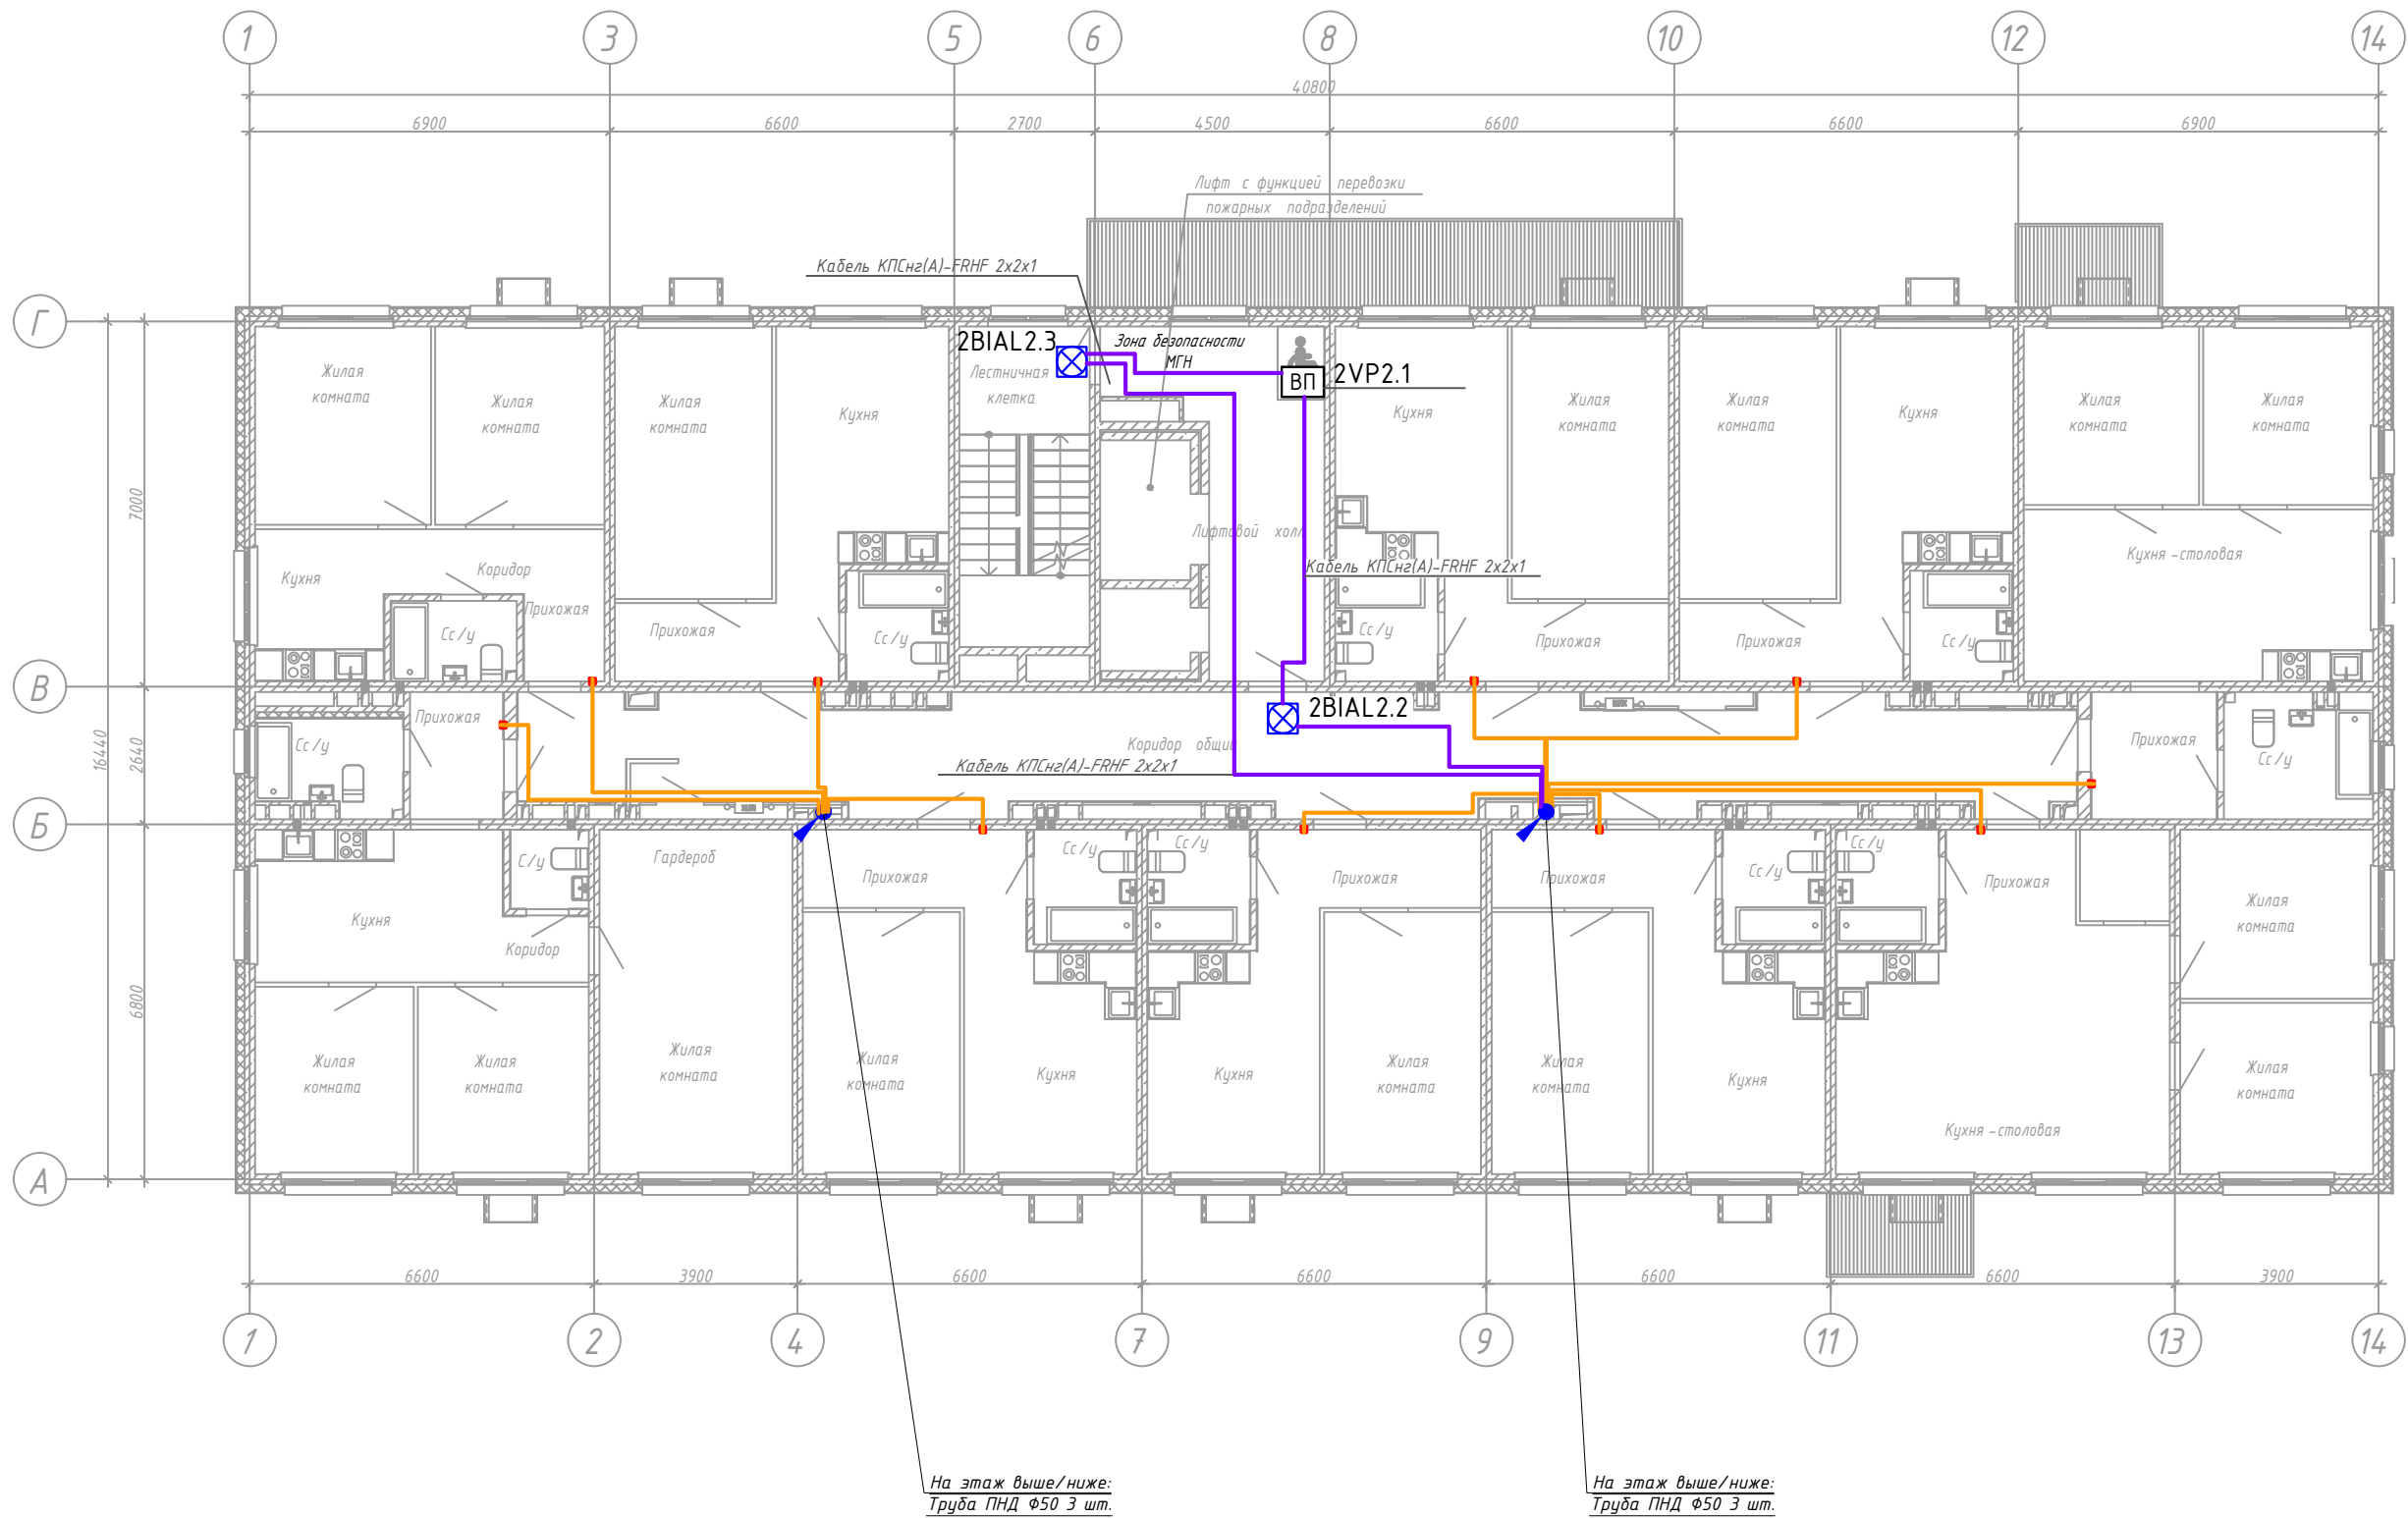 1
3
5
6
8
10
12
14
40800
6900
6600
2700
4500
6600
6600
6900
Лифт с функцией перевозки
пожарных подразделений
Кабель КПСнг(А)-FRHF 2x2x1
Г
2BIAL2.3
Зона безопасности
МГН
ВП
2VP2.1
Лестничная
клетка
Жилая
комната
Жилая
комната
Жилая
комната
Кухня
Кухня
Жилая
комната
Жилая
комната
Кухня
Жилая
комната
Жилая
комната
7000
Лифтовой холл
Кухня-столовая
Кабель КПСнг(А)-FRHF 2x2x1
Кухня
Коридор
Прихожая
Сс/у
Прихожая
Сс/у
Сс/у
Прихожая
Прихожая
Сс/у
В
2BIAL2.2
Прихожая
Сс/у
Коридор общий
Прихожая
Сс/у
Кабель КПСнг(А)-FRHF 2x2x1
16440
2640
Б
С/у
Гардероб
Прихожая
Сс/у
Сс/у
Прихожая
Прихожая
Сс/у
Сс/у
Прихожая
Кухня
Коридор
Жилая
комната
6800
Жилая
комната
Жилая
комната
Жилая
комната
Жилая
комната
Кухня
Кухня
Жилая
комната
Жилая
комната
Кухня
Жилая
комната
Кухня-столовая
А
6600
3900
6600
6600
6600
6600
3900
1
2
4
7
9
11
13
14
На этаж выше/ниже:
Труба ПНД Ф50 3 шт.
На этаж выше/ниже:
Труба ПНД Ф50 3 шт.